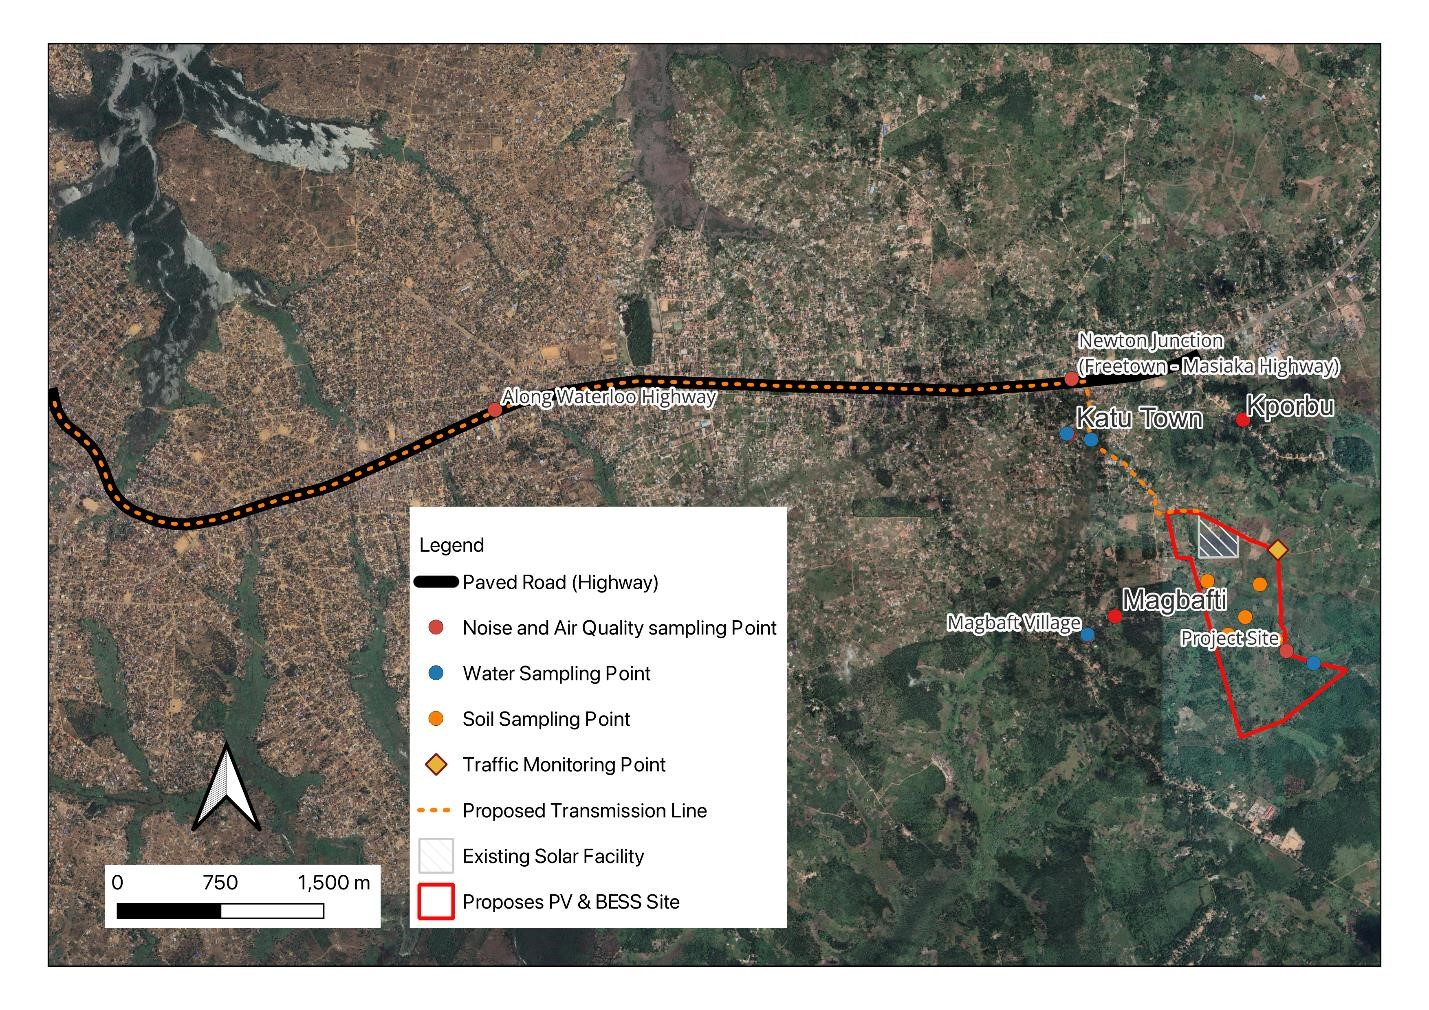 Newton Junction
(Freetown - Masiaka Highway)
Along Waterloo Highway
Kporbu
Katu Town
Magbafti
Magbaft Village
Project Site
Legend
Paved Road (Highway)
Noise and Air Quality sampling Point
Water Sampling Point
Soil Sampling Point
Traffic Monitoring Point
Proposed Transmission Line
Existing Solar Facility
Proposes PV & BESS Site
0 750 1,500 m